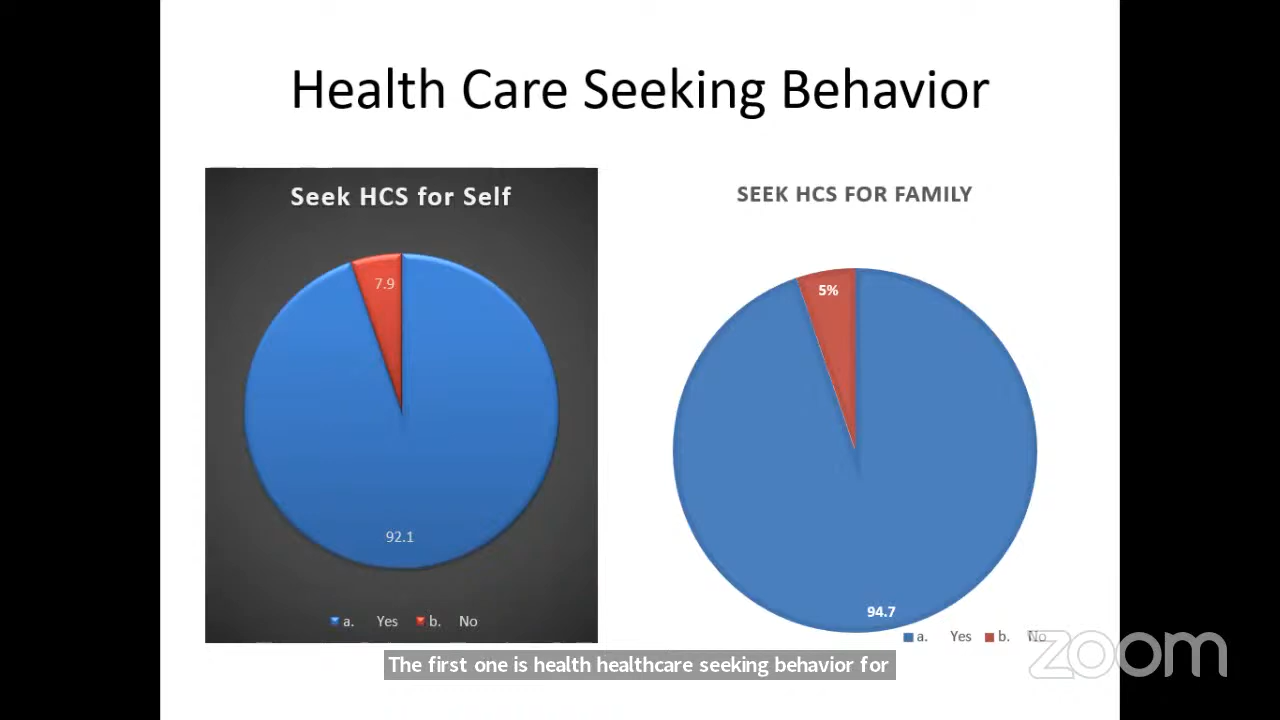 Health Care Seeking Behavior
Seek HCS for Self
7.9
92.1
a. Yes b. No
SEEK HCS FOR FAMILY
5%
94.7
a. Yes b. No
zoom
The first one is health healthcare seeking behavior for